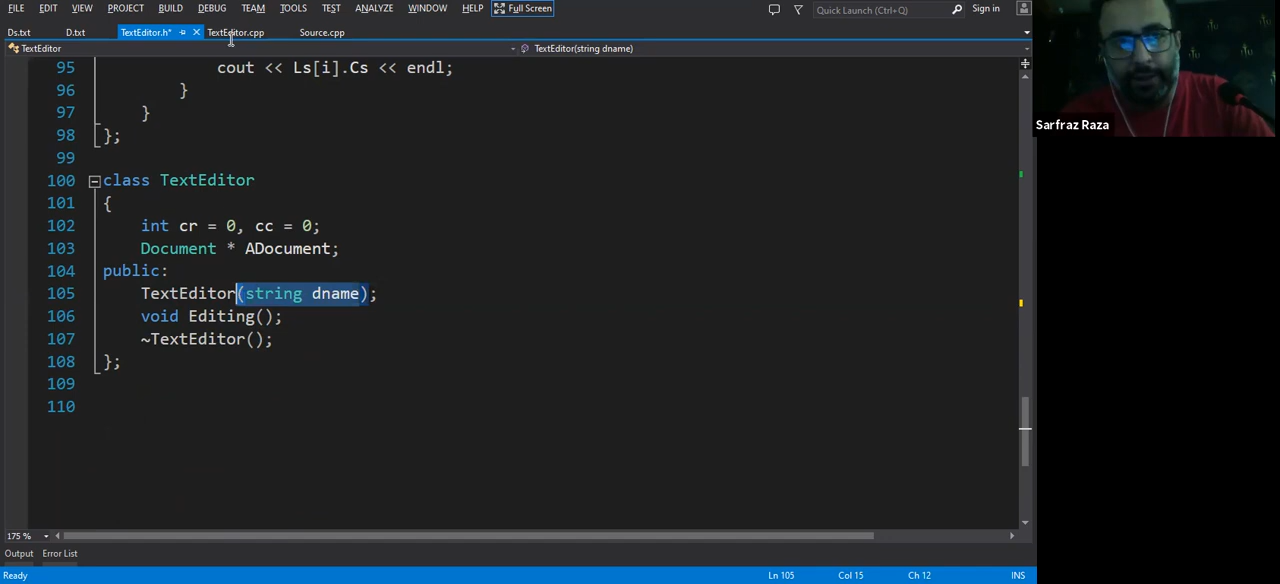 FILE EDIT VIEW PROJECT BUILD DEBUG TEAM TOOLS TEST ANALYZE WINDOW HELP Full Screen Quick Launch (Ctrl+Q) Sign in
Ds.txt D.txt TextEditor.h* TextEditor.cpp Source.cpp
TextEditor TextEditor(string dname)
95 cout << Ls[i].Cs << endl;
96 }
97 }
98 };
99
100 class TextEditor
101 {
102 int cr = 0, cc = 0;
103 Document * ADocument;
104 public:
105 TextEditor(string dname);
106 void Editing();
107 ~TextEditor();
108 };
109
110
175 %
Output Error List
Ready Ln 105 Col 15 Ch 12 INS
Sarfraz Raza